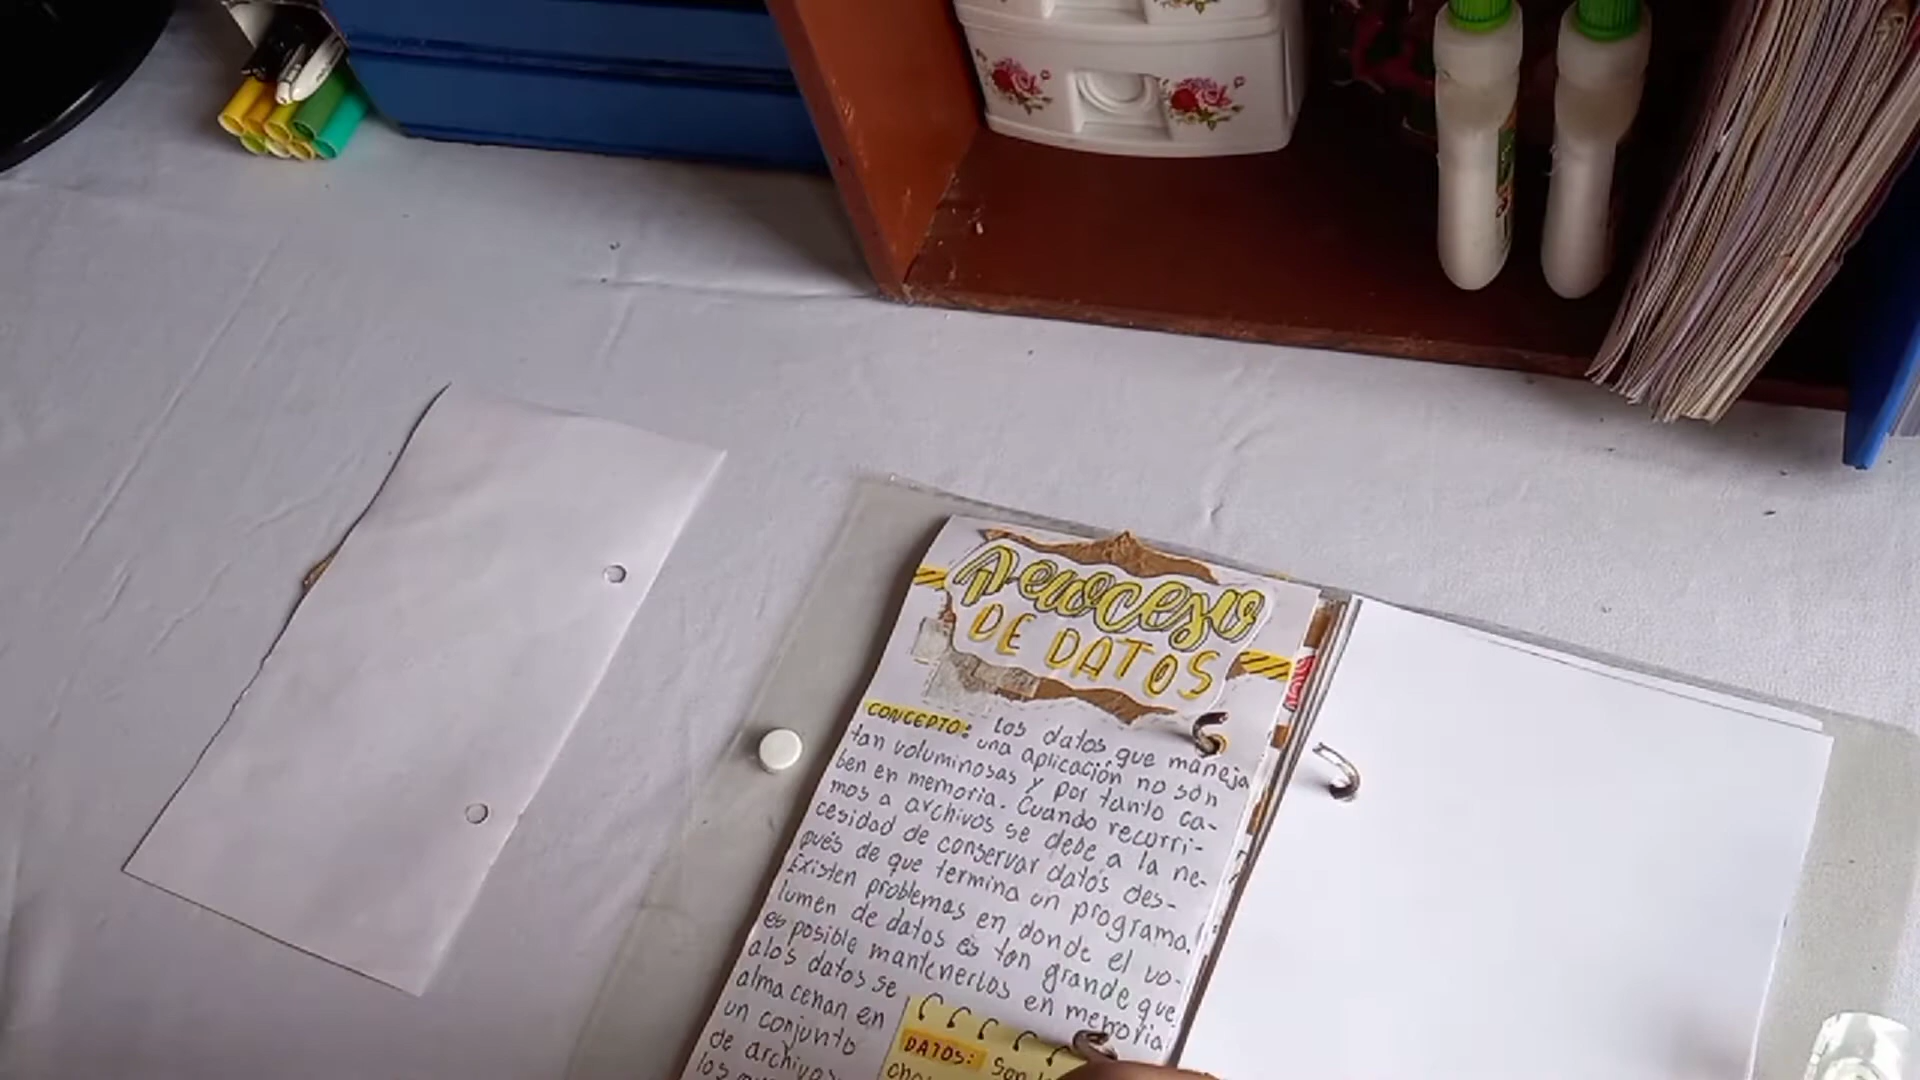 Proceso
DE DATOS
CONCEPTO: Los datos que maneja
una aplicación no son
tan voluminosas y por tanto ca-
ben en memoria. Cuando recurri-
mos a archivos se debe a la ne-
cesidad de conservar datos des-
pués de que termina un programa.
Existen problemas en donde el vo-
lumen de datos es tan grande que
es posible mantenerlos en memoria
a los datos se
almacenan en
un conjunto
de archivos
los
DATOS: Son